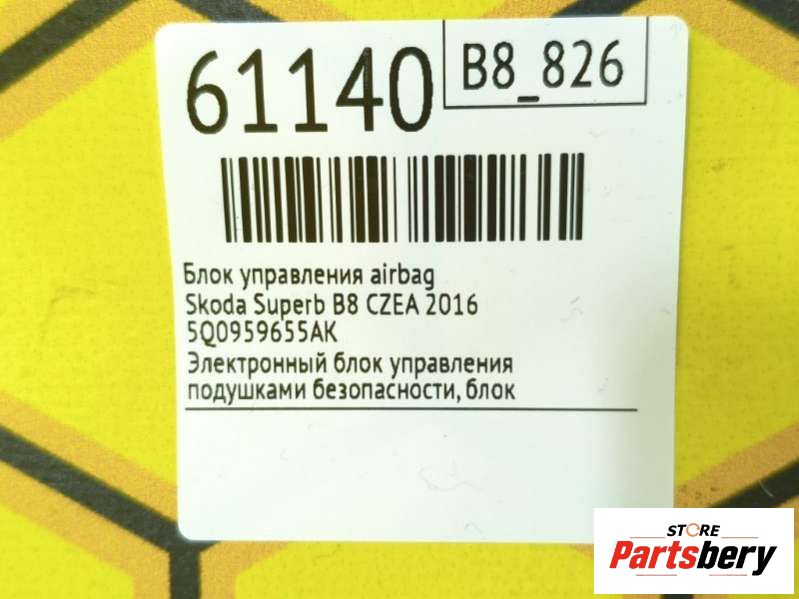 61140
B8_826
Блок управления airbag
Skoda Superb B8 CZEA 2016
5Q0959655AK
Электронный блок управления
подушками безопасности, блок
STORE
Partsbery